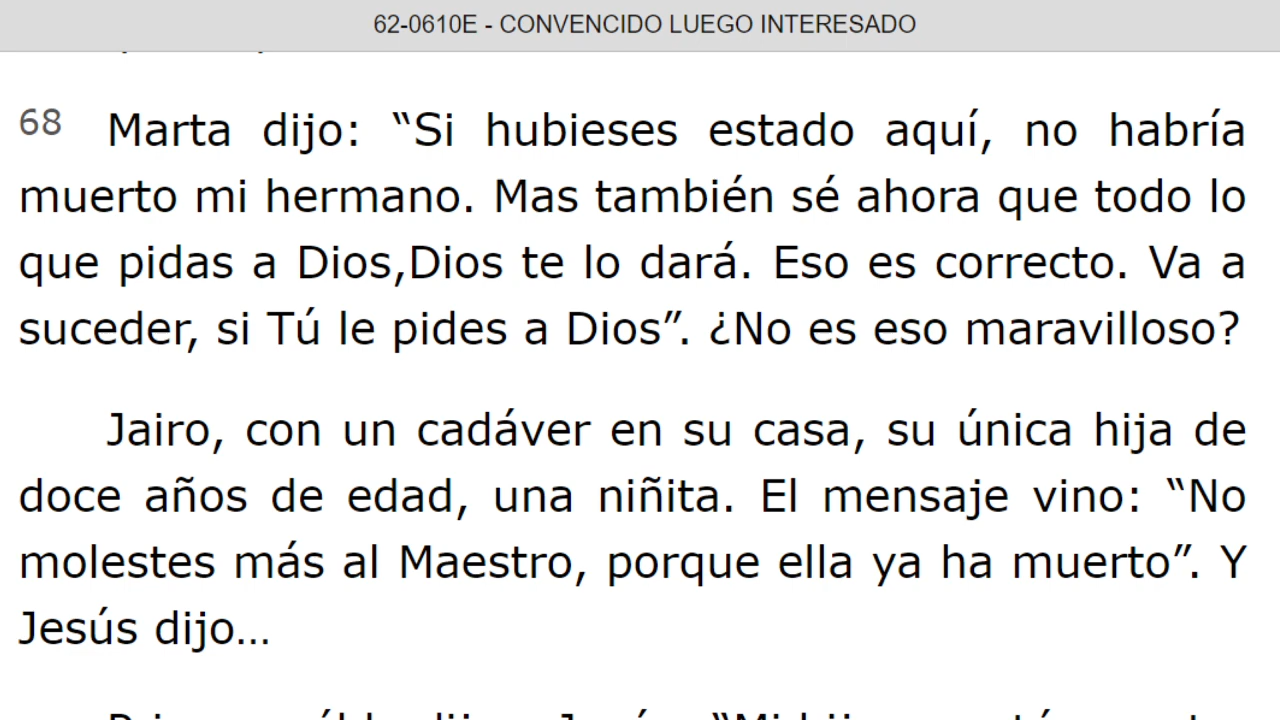 62-0610E - CONVENCIDO LUEGO INTERESADO
68 Marta dijo: “Si hubieses estado aquí, no habría
muerto mi hermano. Mas también sé ahora que todo lo
que pidas a Dios,Dios te lo dará. Eso es correcto. Va a
suceder, si Tú le pides a Dios”. ¿No es eso maravilloso?
Jairo, con un cadáver en su casa, su única hija de
doce años de edad, una niñita. El mensaje vino: “No
molestes más al Maestro, porque ella ya ha muerto”. Y
Jesús dijo…